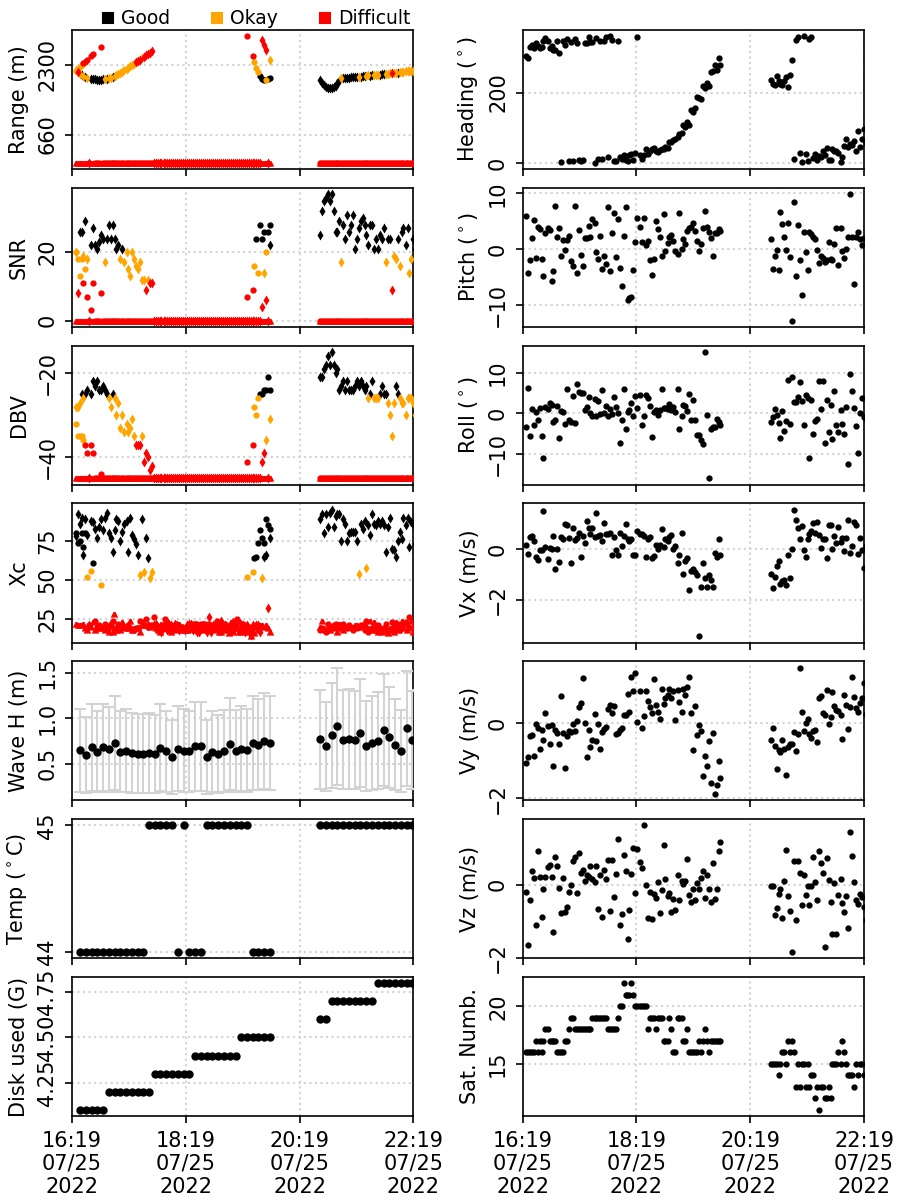 Good Okay Difficult
Range (m)
2300
660
Heading (°)
200
0
SNR
20
0
Pitch (°)
10
0
−10
DBV
−20
−40
Roll (°)
10
0
−10
Xc
75
50
25
Vx (m/s)
0
−2
Wave H (m)
1.5
1.0
0.5
Vy (m/s)
0
−2
Temp (°C)
45
44
Vz (m/s)
0
−2
Disk used (G)
4.75
4.50
4.25
Sat. Numb.
20
15
16:19 18:19 20:19 22:19
07/25 07/25 07/25 07/25
2022 2022 2022 2022
16:19 18:19 20:19 22:19
07/25 07/25 07/25 07/25
2022 2022 2022 2022